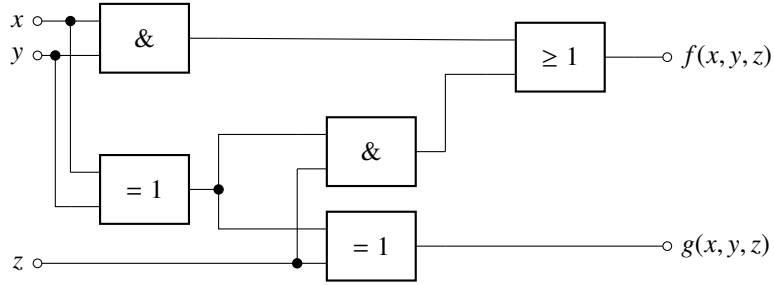 x
&
≥ 1
f(x, y, z)
y
&
= 1
= 1
g(x, y, z)
z